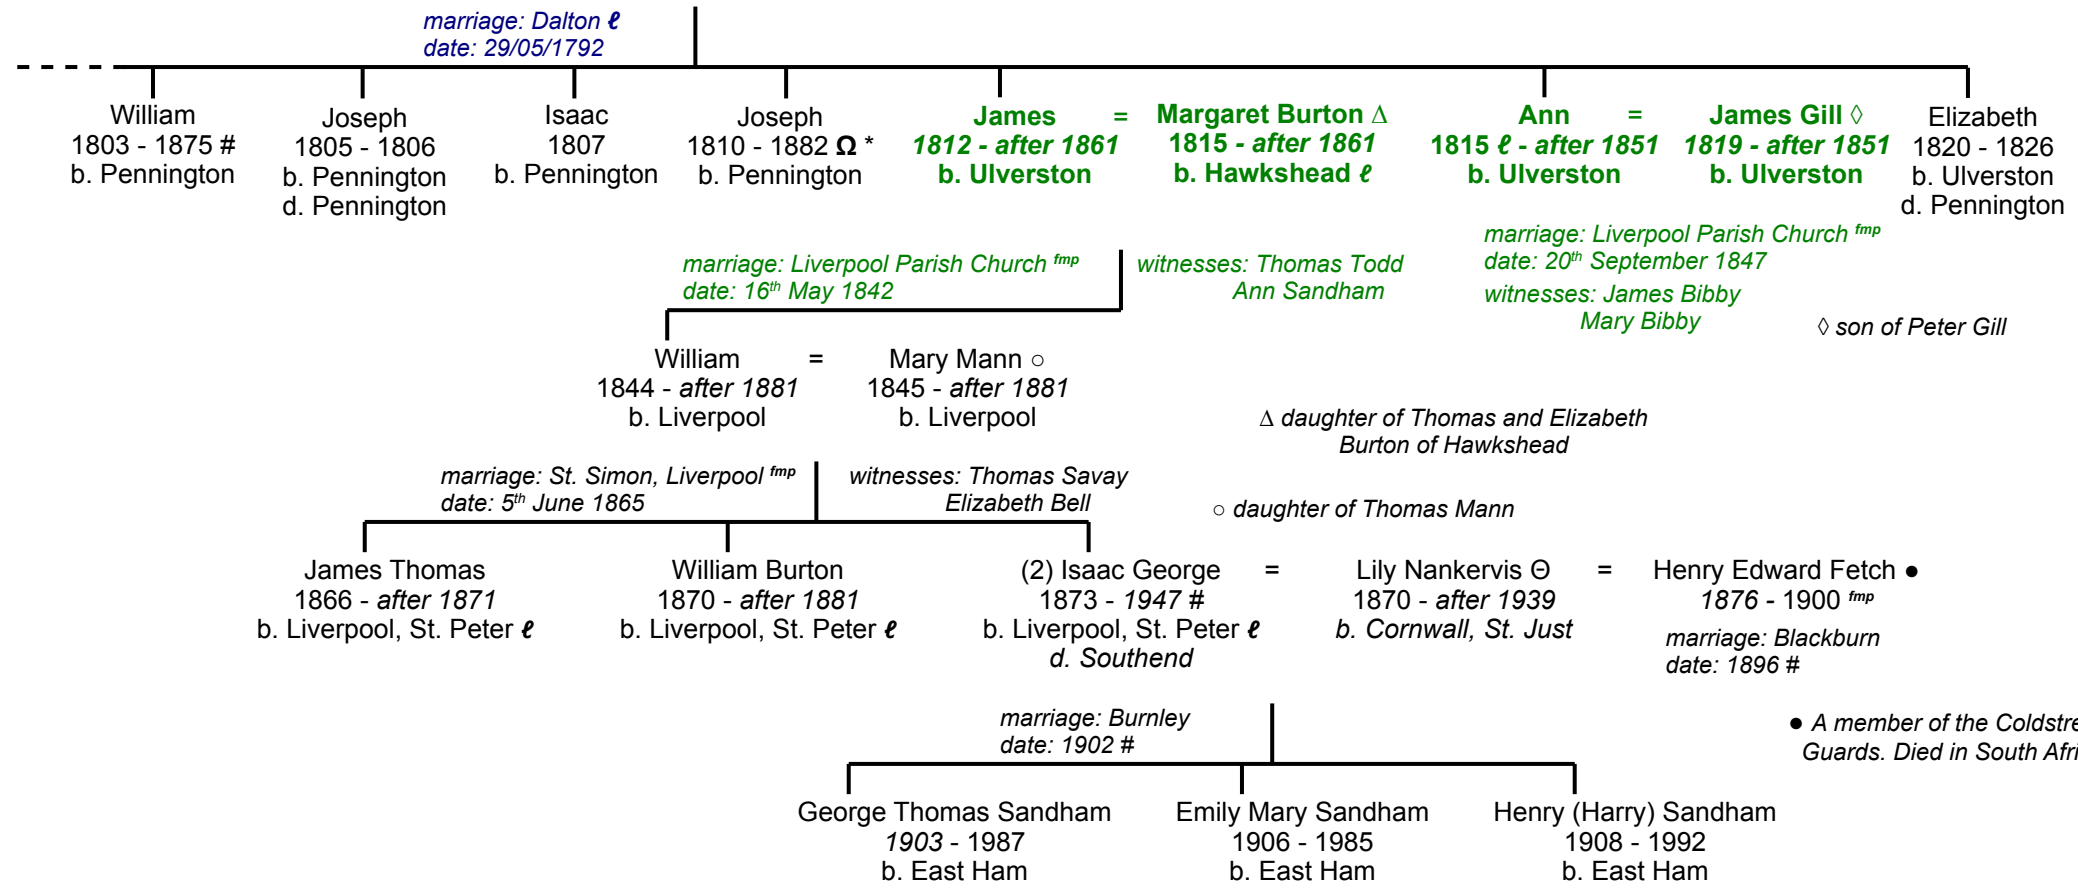 marriage: Dalton ℓ
date: 29/05/1792
William
1803 - 1875 #
b. Pennington
Joseph
1805 - 1806
b. Pennington
d. Pennington
Isaac
1807
b. Pennington
Joseph
1810 - 1882 Ω *
b. Pennington
James =
1812 - after 1861
b. Ulverston
Margaret Burton Δ
1815 - after 1861
b. Hawkshead ℓ
Ann =
1815 ℓ - after 1851
b. Ulverston
James Gill ◊
1819 - after 1851
b. Ulverston
Elizabeth
1820 - 1826
b. Ulverston
d. Pennington
marriage: Liverpool Parish Church fmp
date: 16th May 1842
witnesses: Thomas Todd
Ann Sandham
marriage: Liverpool Parish Church fmp
date: 20th September 1847
witnesses: James Bibby
Mary Bibby
◊ son of Peter Gill
William =
1844 - after 1881
b. Liverpool
Mary Mann ○
1845 - after 1881
b. Liverpool
Δ daughter of Thomas and Elizabeth
Burton of Hawkshead
marriage: St. Simon, Liverpool fmp
date: 5th June 1865
witnesses: Thomas Savay
Elizabeth Bell
○ daughter of Thomas Mann
James Thomas
1866 - after 1871
b. Liverpool, St. Peter ℓ
William Burton
1870 - after 1881
b. Liverpool, St. Peter ℓ
(2) Isaac George =
1873 - 1947 #
b. Liverpool, St. Peter ℓ
d. Southend
Lily Nankervis Θ =
1870 - after 1939
b. Cornwall, St. Just
Henry Edward Fetch ●
1876 - 1900 fmp
marriage: Blackburn
date: 1896 #
marriage: Burnley
date: 1902 #
● A member of the Coldstre
Guards. Died in South Afri
George Thomas Sandham
1903 - 1987
b. East Ham
Emily Mary Sandham
1906 - 1985
b. East Ham
Henry (Harry) Sandham
1908 - 1992
b. East Ham